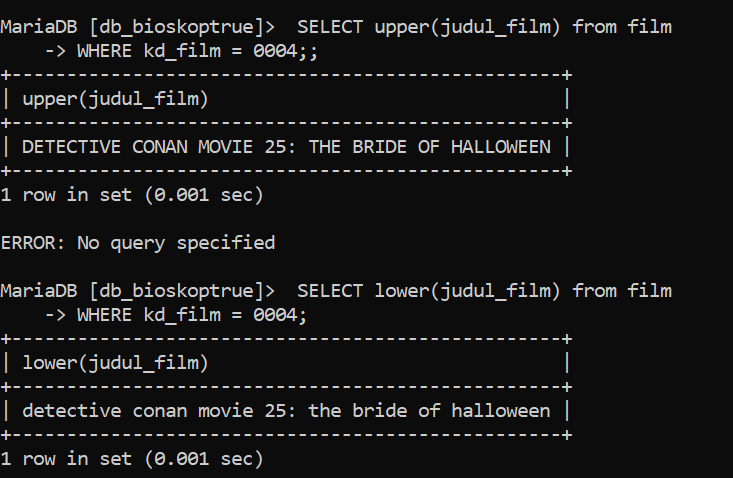 MariaDB [db_bioskoptrue]>  SELECT upper(judul_film) from film
    -> WHERE kd_film = 0004;;
+--------------------------------------------------+
| upper(judul_film)                                |
+--------------------------------------------------+
| DETECTIVE CONAN MOVIE 25: THE BRIDE OF HALLOWEEN |
+--------------------------------------------------+
1 row in set (0.001 sec)

ERROR: No query specified

MariaDB [db_bioskoptrue]>  SELECT lower(judul_film) from film
    -> WHERE kd_film = 0004;
+--------------------------------------------------+
| lower(judul_film)                                |
+--------------------------------------------------+
| detective conan movie 25: the bride of halloween |
+--------------------------------------------------+
1 row in set (0.001 sec)